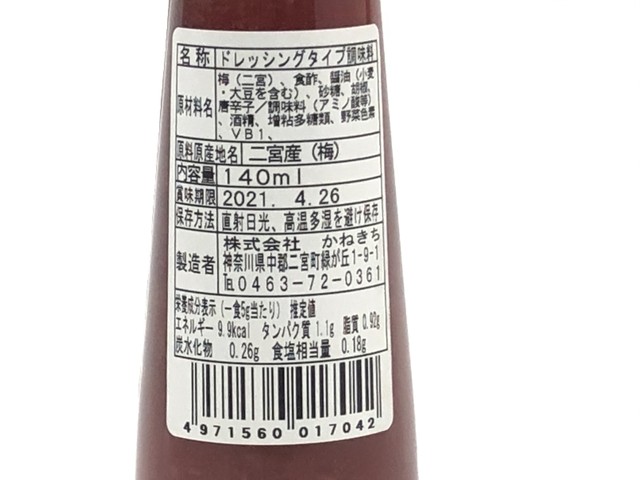 名称 ドレッシングタイプ調味料
原材料名 梅（二宮）、食酢、醤油（小麦
・大豆を含む）、砂糖、胡椒、
唐辛子／調味料（アミノ酸等）
、酒精、増粘多糖類、野菜色素
、ＶＢ１、
原料原産地名 二宮産（梅）
内容量 １４０ｍｌ
賞味期限 2021. 4.26
保存方法 直射日光、高温多湿を避け保存
製造者 株式会社 かねきち
神奈川県中郡二宮町緑が丘1-9-1
℡０４６３-７２-０３６１
栄養成分表示（一食5g当たり） 推定値
エネルギー 9.9kcal タンパク質 1.1g 脂質 0.92g
炭水化物 0.26g 食塩相当量 0.18g
4 971560 017042